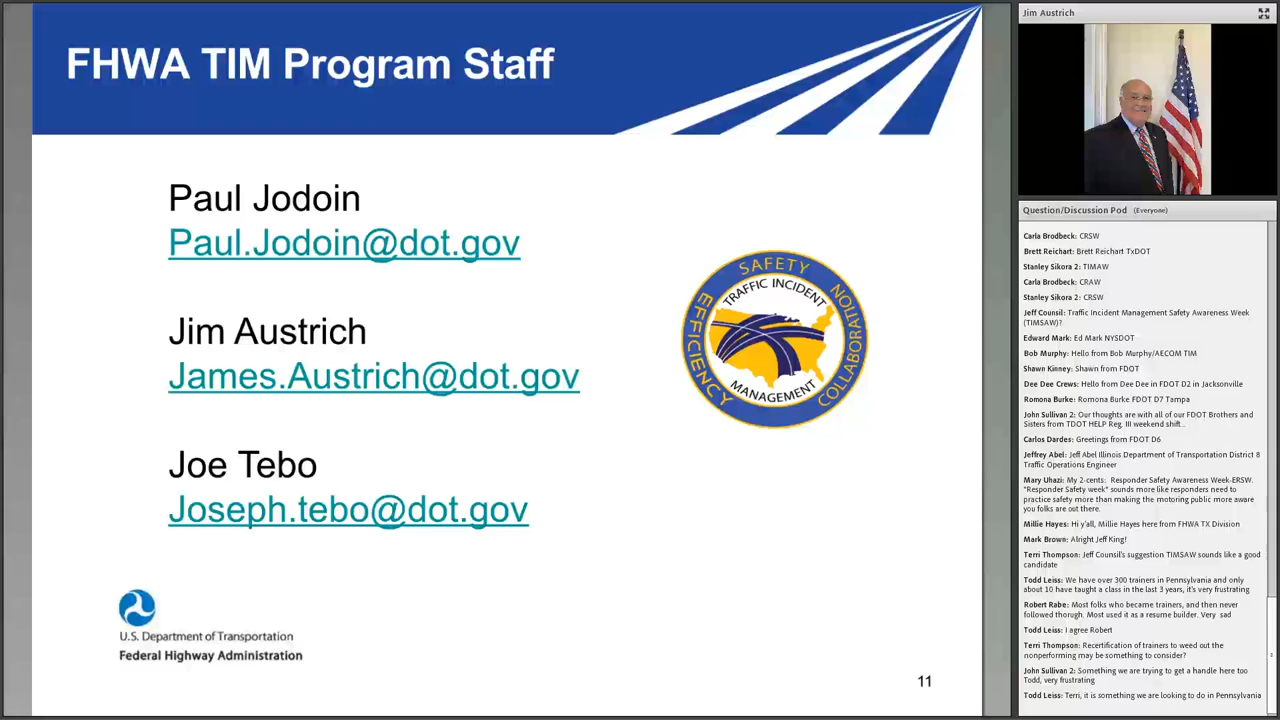 FHWA TIM Program Staff
Paul Jodoin
Paul.Jodoin@dot.gov
Jim Austrich
James.Austrich@dot.gov
Joe Tebo
Joseph.tebo@dot.gov
SAFETY
EFFICIENCY
COLLABORATION
TRAFFIC INCIDENT
MANAGEMENT
U.S. Department of Transportation
Federal Highway Administration
11
Jim Austrich
Question/Discussion Pod (Everyone)
Carla Brodbeck: CRSW
Brett Reichart: Brett Reichart TxDOT
Stanley Sikora 2: TIMAW
Carla Brodbeck: CRAW
Stanley Sikora 2: CRSW
Jeff Counsil: Traffic Incident Management Safety Awareness Week
(TIMSAW)?
Edward Mark: Ed Mark NYSDOT
Bob Murphy: Hello from Bob Murphy/AECOM TIM
Shawn Kinney: Shawn from FDOT
Dee Dee Crews: Hello from Dee Dee in FDOT D2 in Jacksonville
Romona Burke: Romona Burke FDOT D7 Tampa
John Sullivan 2: Our thoughts are with all of our FDOT Brothers and
Sisters from TDOT HELP Reg. III weekend shift...
Carlos Dardes: Greetings from FDOT D6
Jeffrey Abel: Jeff Abel Illinois Department of Transportation District 8
Traffic Operations Engineer
Mary Uhazi: My 2-cents: Responder Safety Awareness Week-ERSW.
"Responder Safety week" sounds more like responders need to
practice safety more than making the motoring public more aware
you folks are out there.
Millie Hayes: Hi y'all, Millie Hayes here from FHWA TX Division
Mark Brown: Alright Jeff King!
Terri Thompson: Jeff Counsil's suggestion TIMSAW sounds like a good
candidate
Todd Leiss: We have over 300 trainers in Pennsylvania and only
about 10 have taught a class in the last 3 years, it's very frustrating
Robert Rabe: Most folks who became trainers, and then never
followed thorugh. Most used it as a resume builder. Very sad
Todd Leiss: I agree Robert
Terri Thompson: Recertification of trainers to weed out the
nonperforming may be something to consider?
John Sullivan 2: Something we are trying to get a handle here too
Todd, very frustrating
Todd Leiss: Terri, it is something we are looking to do in Pennsylvania